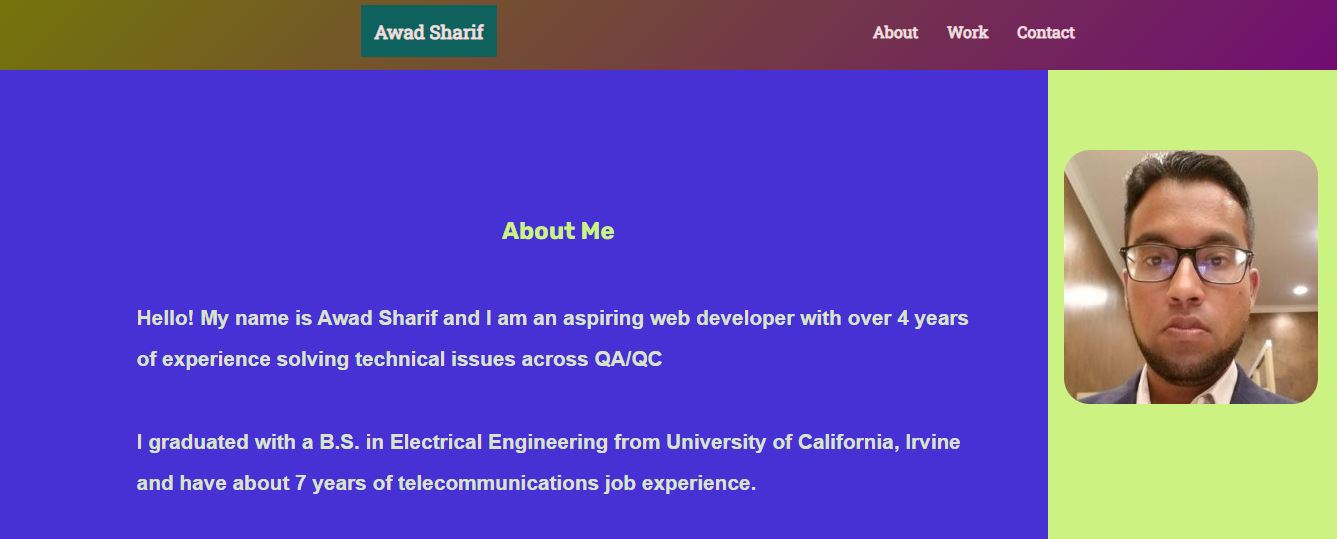 Awad Sharif
About Work Contact
About Me
Hello! My name is Awad Sharif and I am an aspiring web developer with over 4 years
of experience solving technical issues across QA/QC
I graduated with a B.S. in Electrical Engineering from University of California, Irvine
and have about 7 years of telecommunications job experience.